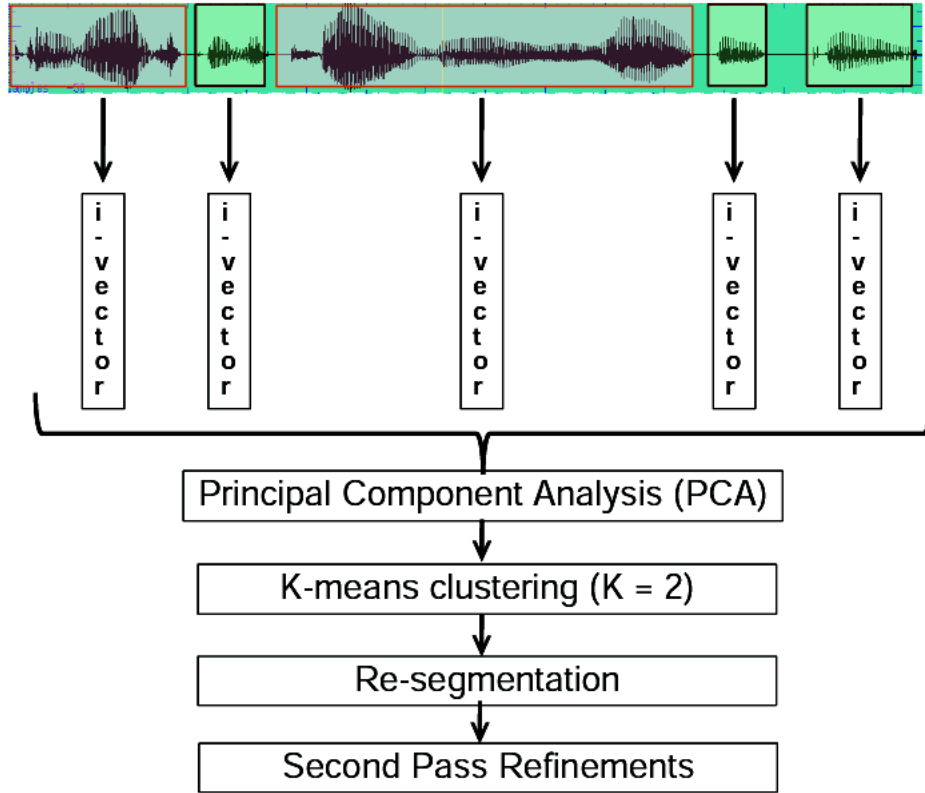 i-vector
i-vector
i-vector
i-vector
i-vector
Principal Component Analysis (PCA)
K-means clustering (K = 2)
Re-segmentation
Second Pass Refinements